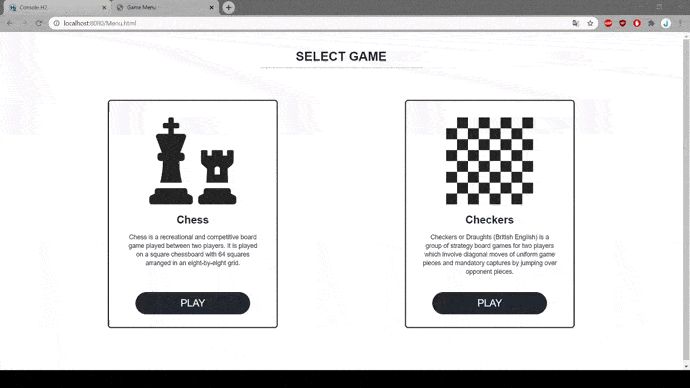 Console H2
Game Menu
localhost:8090/Menu.html
SELECT GAME
Chess
Chess is a recreational and competitive board
game played between two players. It is played
on a square chessboard with 64 squares
arranged in an eight-by-eight grid.
PLAY
Checkers
Checkers or Draughts (British English) is a
group of strategy board games for two players
which involve diagonal moves of uniform game
pieces and mandatory captures by jumping over
opponent pieces.
PLAY